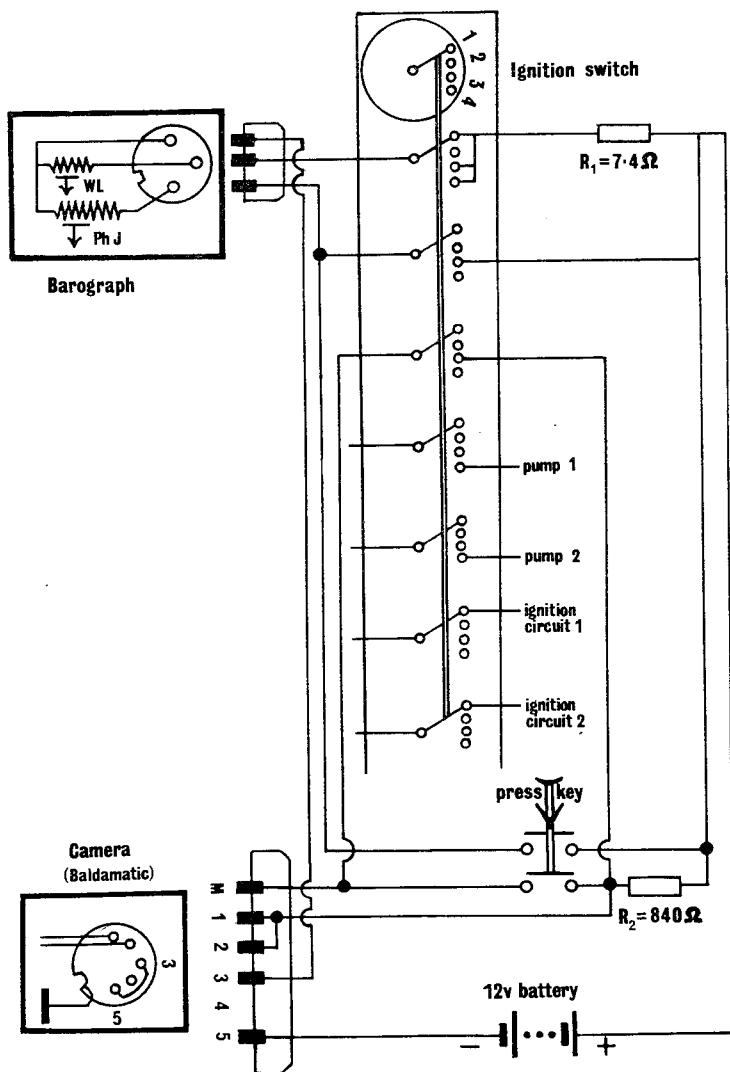 1
2
3
4
Ignition switch
R₁=7·4Ω
WL
Ph J
Barograph
pump 1
pump 2
ignition
circuit 1
ignition
circuit 2
press key
Camera
(Baldamatic)
M
1
2
3
4
5
3
5
R₂=840Ω
12v battery
− +